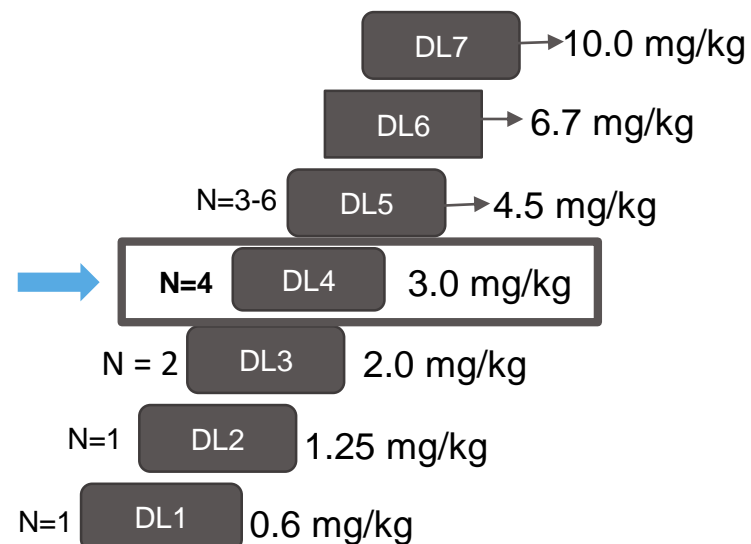 DL7 10.0 mg/kg
DL6 6.7 mg/kg
N=3-6 DL5 4.5 mg/kg
N=4 DL4 3.0 mg/kg
N = 2 DL3 2.0 mg/kg
N=1 DL2 1.25 mg/kg
N=1 DL1 0.6 mg/kg